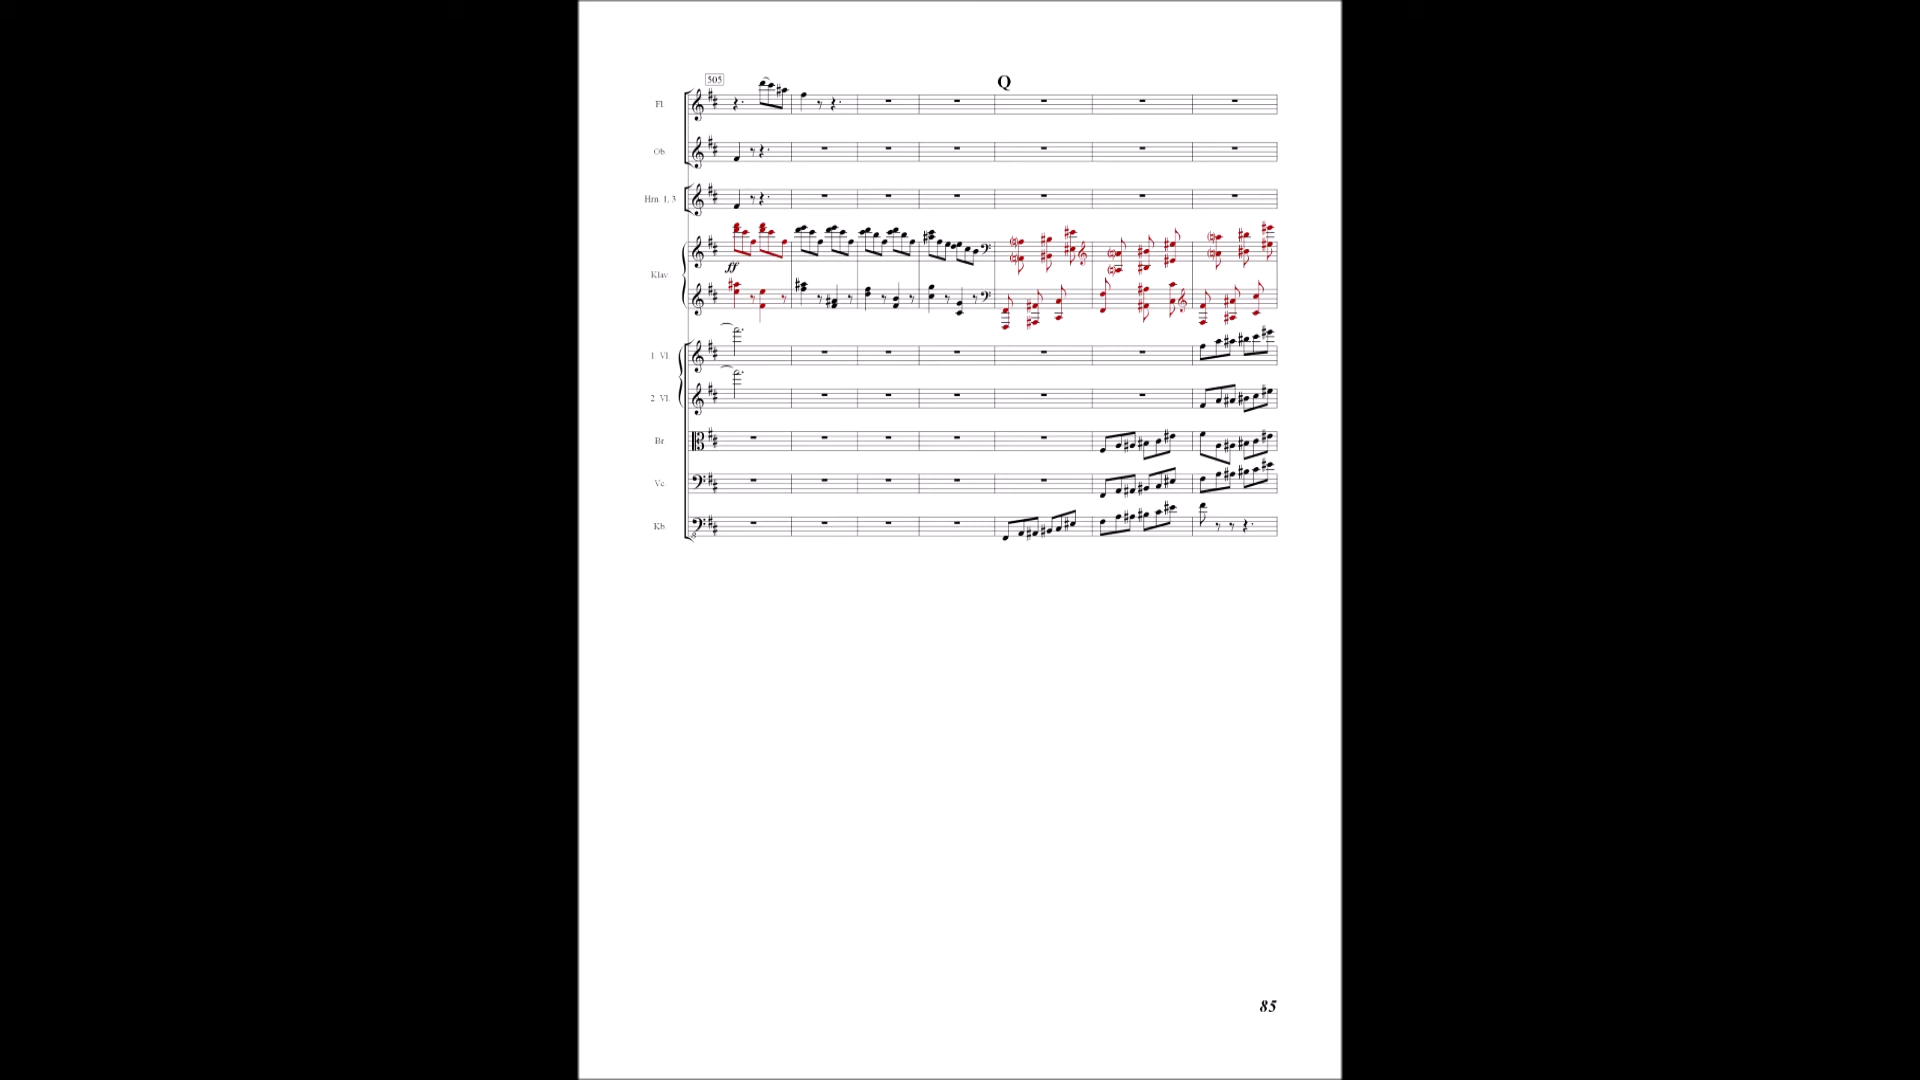 505
Q
Fl.
Ob.
Hrn. 1, 3
ff
Klav.
1. Vl.
2. Vl.
Br.
Vc.
Kb.
85